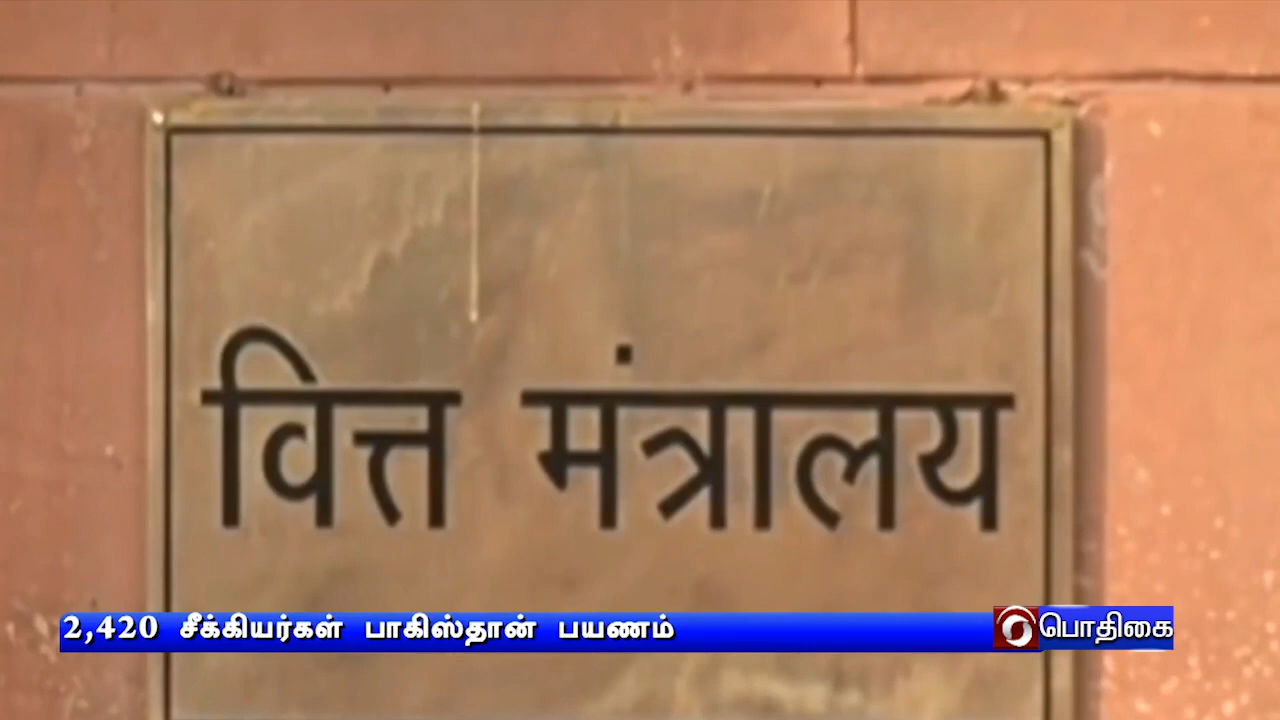 वित्त मंत्रालय
2,420 சீக்கியர்கள் பாகிஸ்தான் பயணம்
பொதிகை